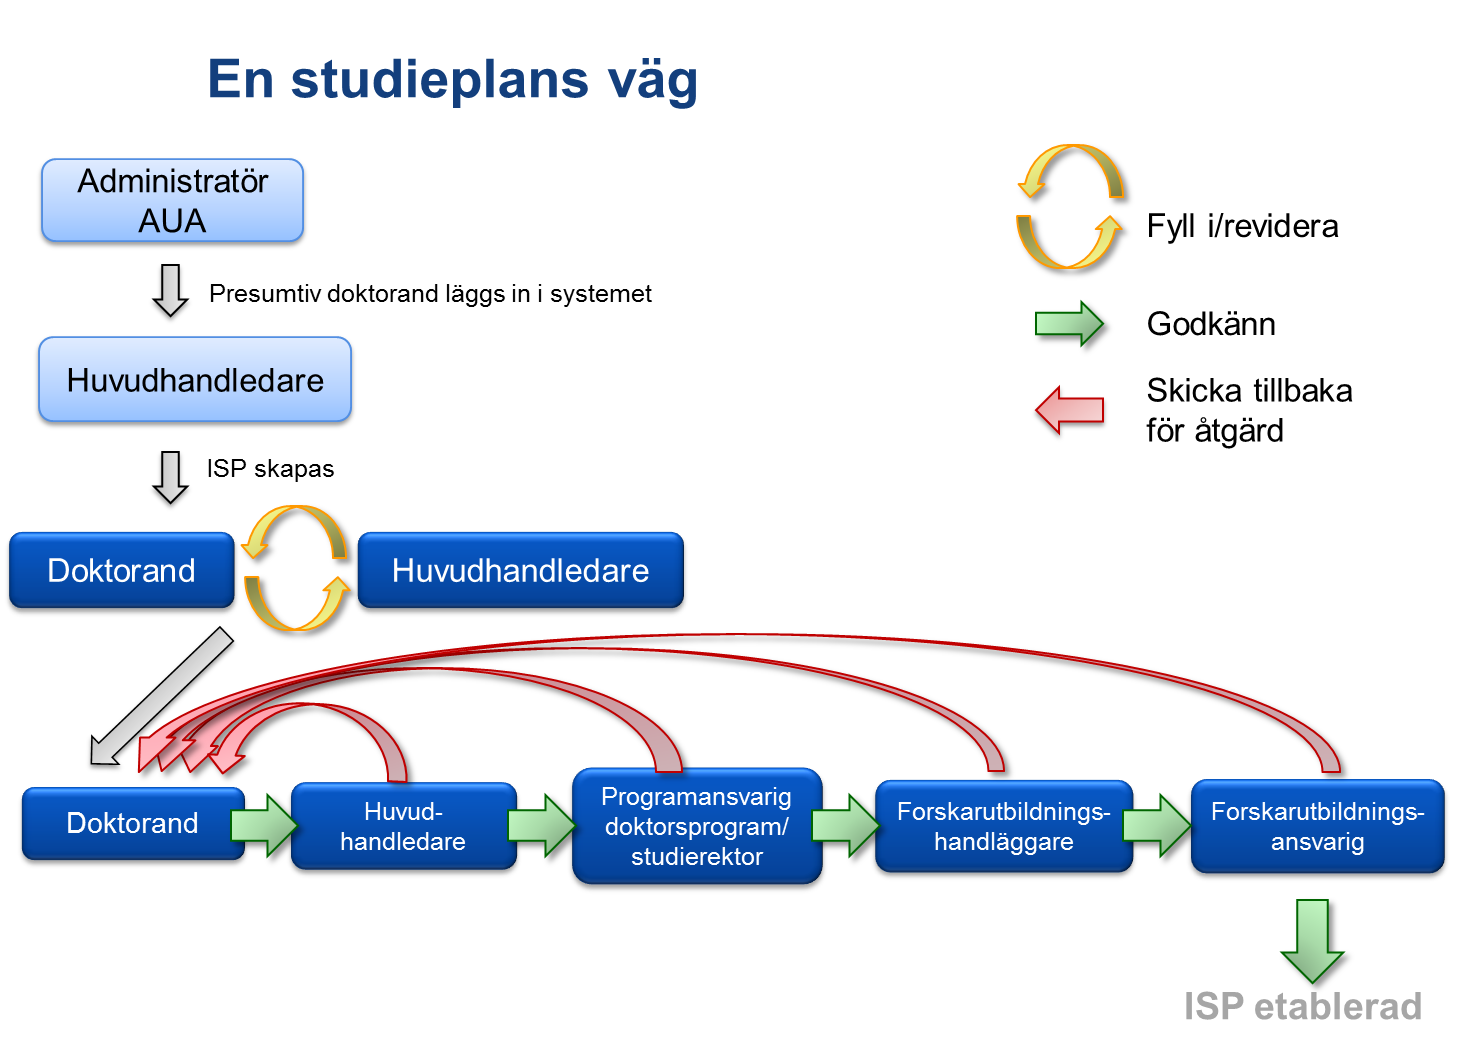 En studieplans väg
Administratör
AUA
Presumtiv doktorand läggs in i systemet
Huvudhandledare
ISP skapas
Fyll i/revidera
Godkänn
Skicka tillbaka
för åtgärd
Doktorand
Huvudhandledare
Doktorand
Huvud-
handledare
Programansvarig
doktorsprogram/
studierektor
Forskarutbildnings-
handläggare
Forskarutbildnings-
ansvarig
ISP etablerad